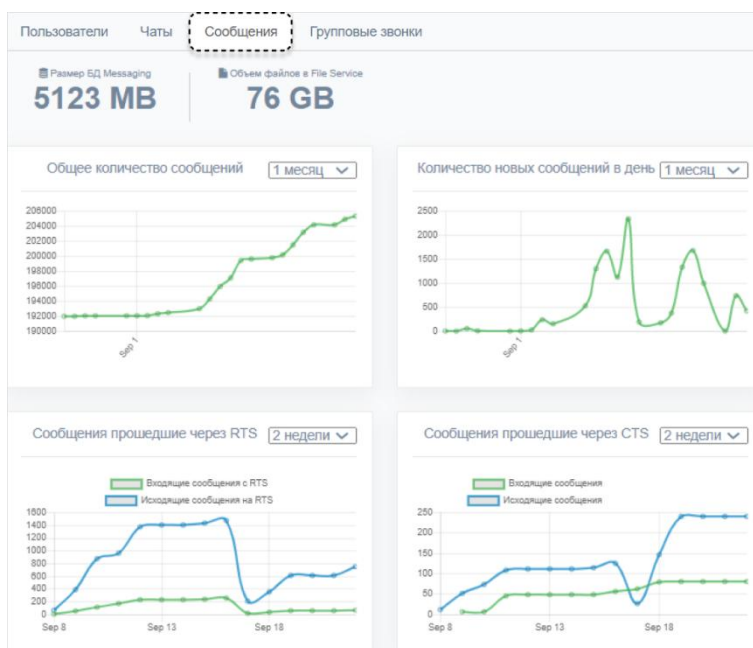 Пользователи Чаты Сообщения Групповые звонки
Размер БД Messaging
Объем файлов в File Service
5123 MB
76 GB
Общее количество сообщений
1 месяц
206000
204000
202000
200000
198000
196000
194000
192000
190000
Sep 1
Количество новых сообщений в день
1 месяц
2500
2000
1500
1000
500
0
Sep 1
Сообщения прошедшие через RTS
2 недели
Входящие сообщения с RTS
Исходящие сообщения на RTS
1600
1400
1200
1000
800
600
400
200
0
Sep 8
Sep 13
Sep 18
Сообщения прошедшие через CTS
2 недели
Входящие сообщения
Исходящие сообщения
250
200
150
100
50
0
Sep 8
Sep 13
Sep 18